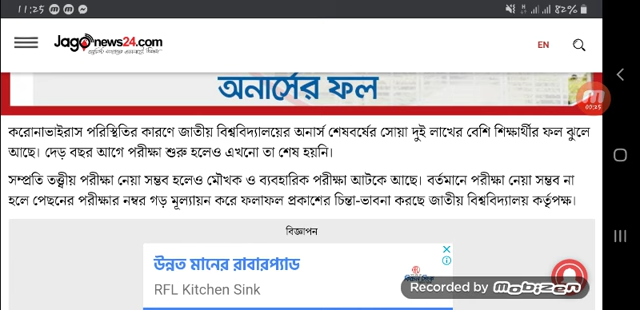 11:25
82%
Jagonews24.com
EN
অনার্সের ফল
03:25
করোনাভাইরাস পরিস্থিতির কারণে জাতীয় বিশ্ববিদ্যালয়ের অনার্স শেষবর্ষের সোয়া দুই লাখের বেশি শিক্ষার্থীর ফল ঝুলে
আছে। দেড় বছর আগে পরীক্ষা শুরু হলেও এখনো তা শেষ হয়নি।
সম্প্রতি তত্ত্বীয় পরীক্ষা নেয়া সম্ভব হলেও মৌখক ও ব্যবহারিক পরীক্ষা আটকে আছে। বর্তমানে পরীক্ষা নেয়া সম্ভব না
হলে পেছনের পরীক্ষার নম্বর গড় মূল্যায়ন করে ফলাফল প্রকাশের চিন্তা-ভাবনা করছে জাতীয় বিশ্ববিদ্যালয় কর্তৃপক্ষ।
বিজ্ঞাপন
উন্নত মানের রাবারপ্যাড
RFL Kitchen Sink
Recorded by Mobizen